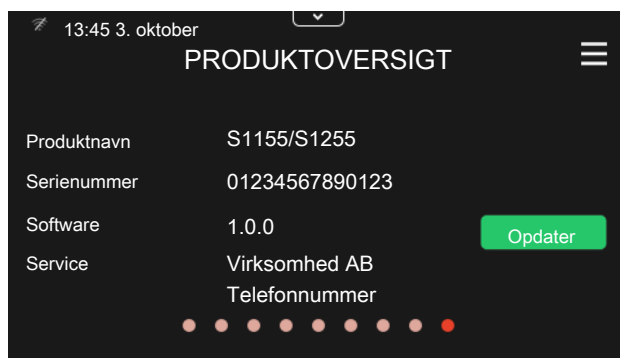 13:45 3. oktober
PRODUKTOVERSIGT
Produktnavn S1155/S1255
Serienummer 01234567890123
Software 1.0.0 Opdater
Service Virksomhed AB
Telefonnummer